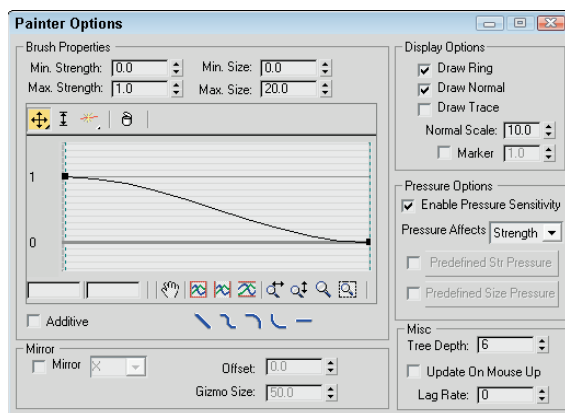 Painter Options
Brush Properties
Min. Strength: 0.0 Min. Size: 0.0
Max. Strength: 1.0 Max. Size: 20.0
1
0
Additive
Mirror
Mirror X Offset: 0.0
Gizmo Size: 50.0
Display Options
Draw Ring
Draw Normal
Draw Trace
Normal Scale: 10.0
Marker 1.0
Pressure Options
Enable Pressure Sensitivity
Pressure Affects Strength
Predefined Str Pressure
Predefined Size Pressure
Misc
Tree Depth: 6
Update On Mouse Up
Lag Rate: 0